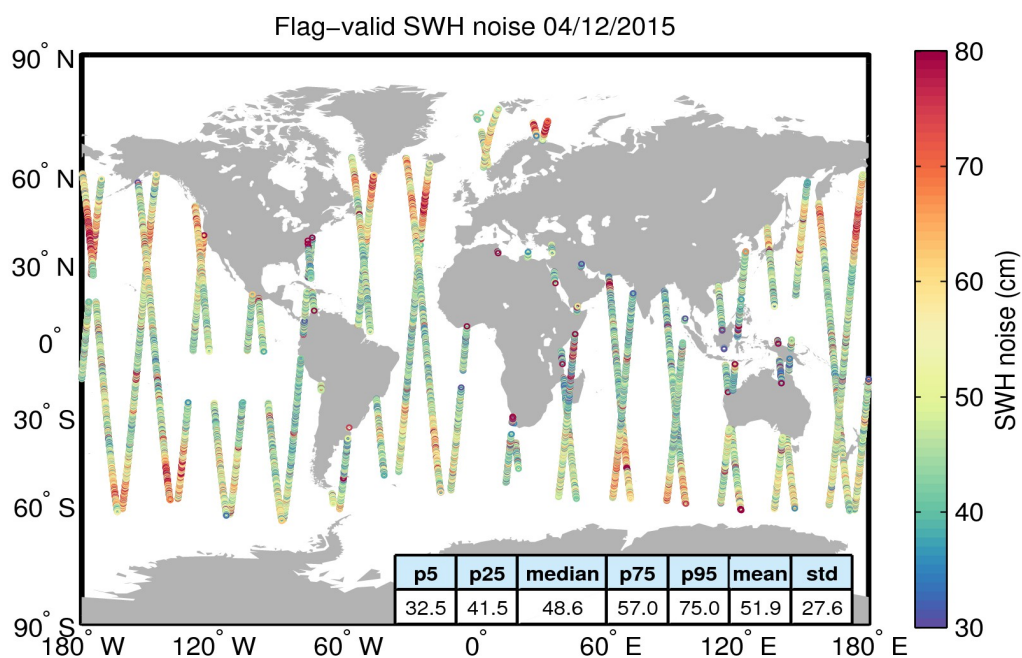 Flag−valid SWH noise 04/12/2015
90° N
60° N
30° N
0°
30° S
60° S
90° S
180° W
120° W
60° W
0°
60° E
120° E
180° E
p5 p25 median p75 p95 mean std
32.5 41.5 48.6 57.0 75.0 51.9 27.6
80
70
60
50
40
30
SWH noise (cm)